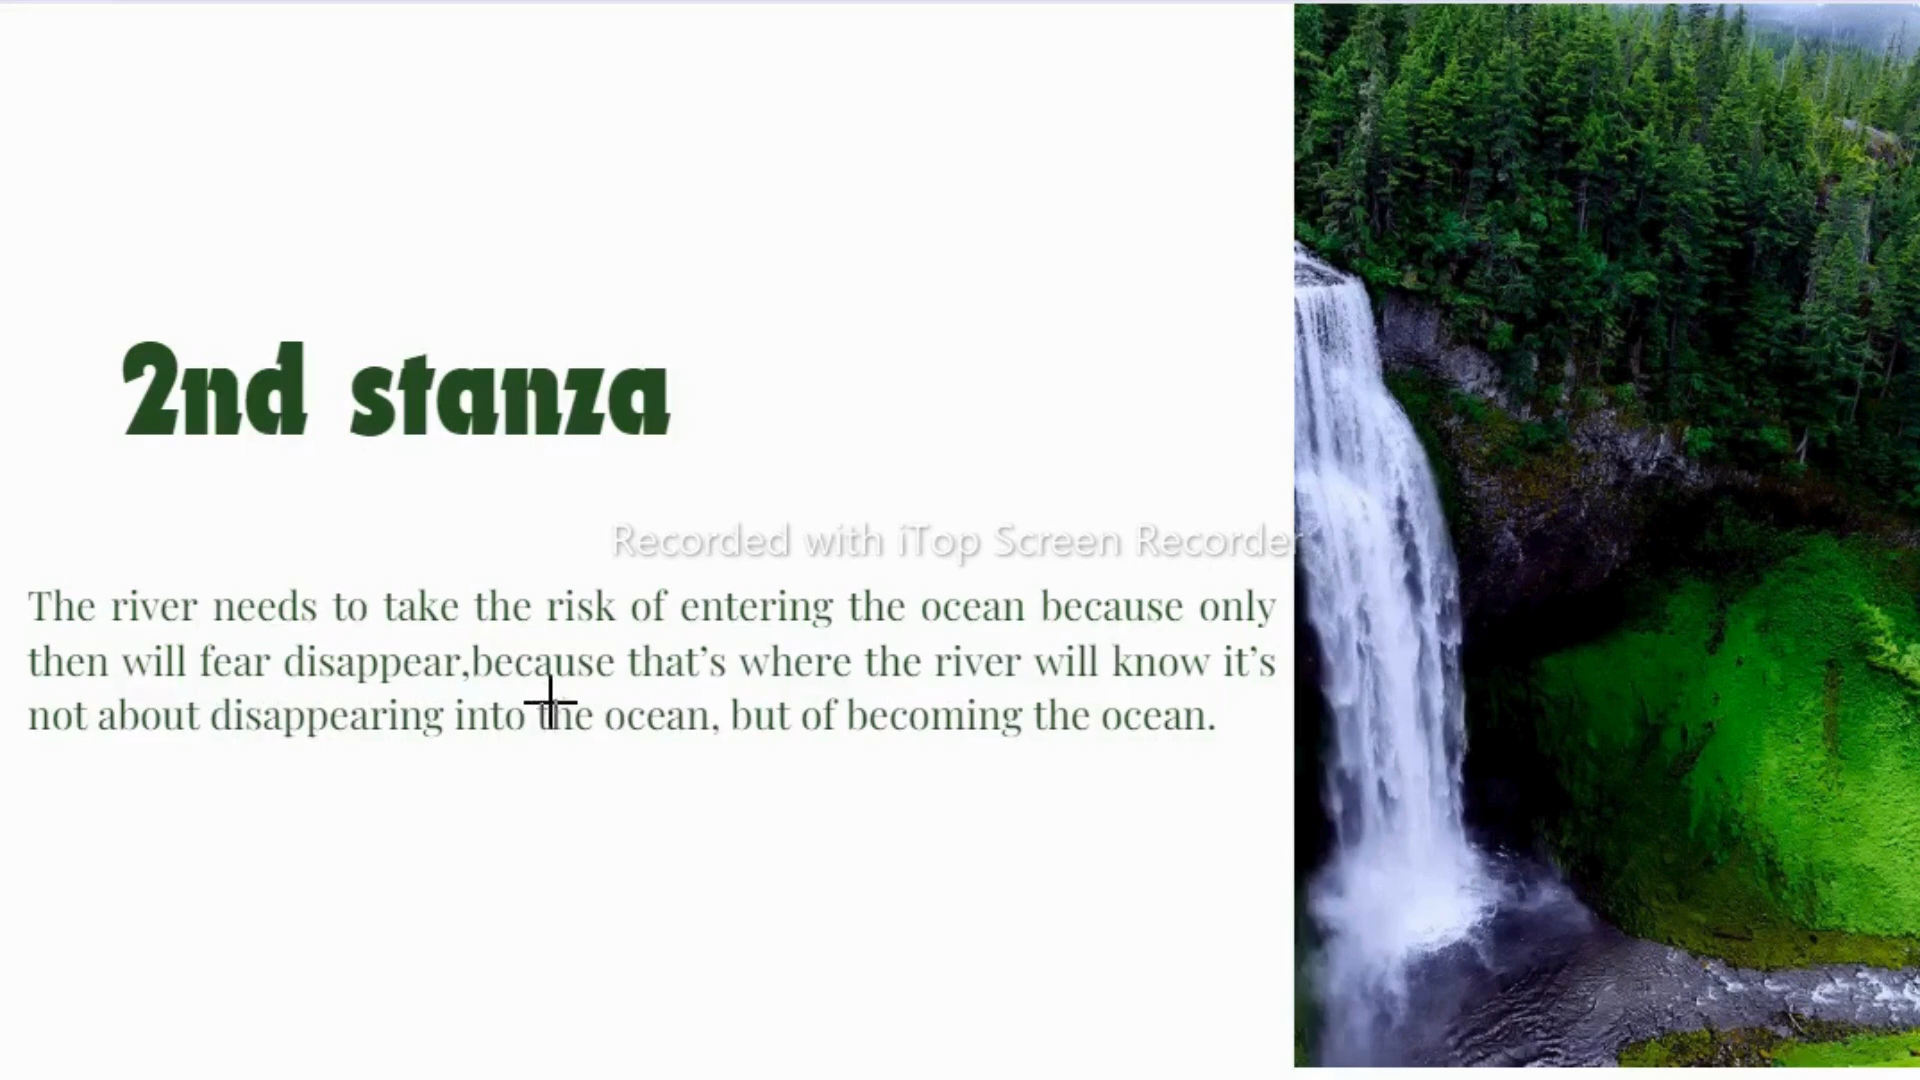 2nd stanza
Recorded with iTop Screen Recorder
The river needs to take the risk of entering the ocean because only
then will fear disappear,because that’s where the river will know it’s
not about disappearing into the ocean, but of becoming the ocean.